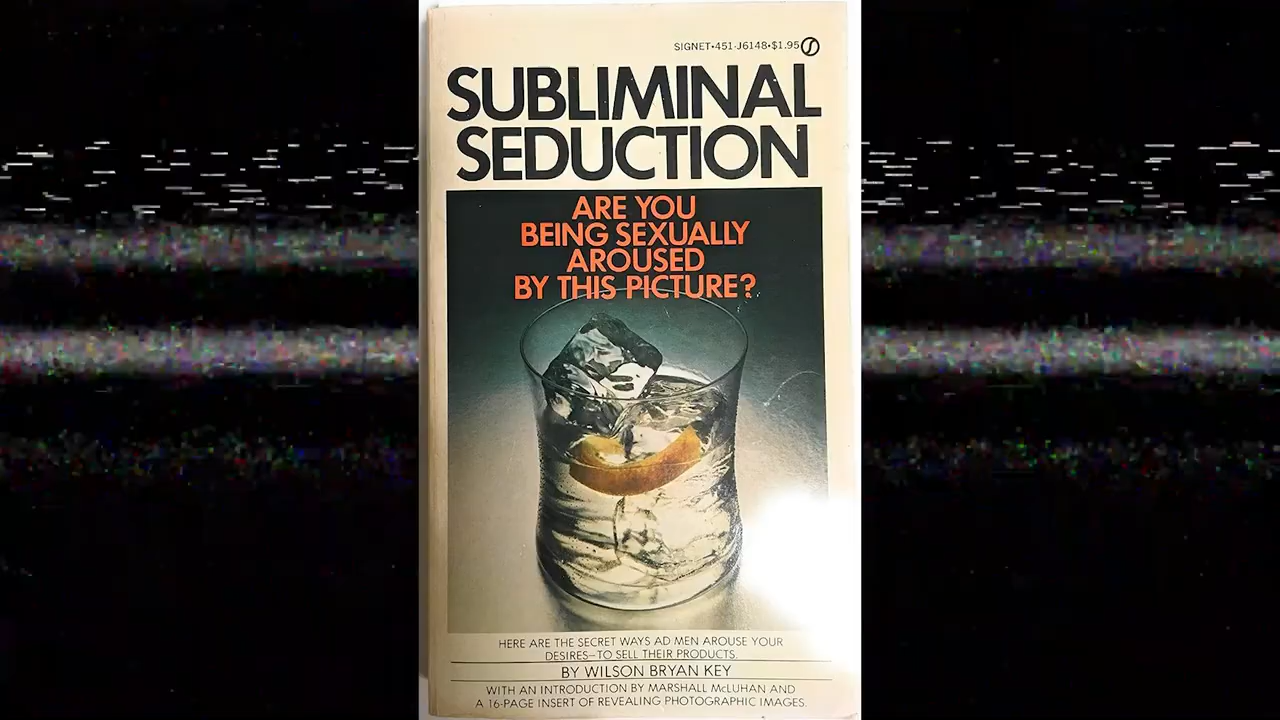 SIGNET•451-J6148•$1.95
SUBLIMINAL
SEDUCTION
ARE YOU
BEING SEXUALLY
AROUSED
BY THIS PICTURE?
HERE ARE THE SECRET WAYS AD MEN AROUSE YOUR
DESIRES—TO SELL THEIR PRODUCTS.
BY WILSON BRYAN KEY
WITH AN INTRODUCTION BY MARSHALL McLUHAN AND
A 16-PAGE INSERT OF REVEALING PHOTOGRAPHIC IMAGES.